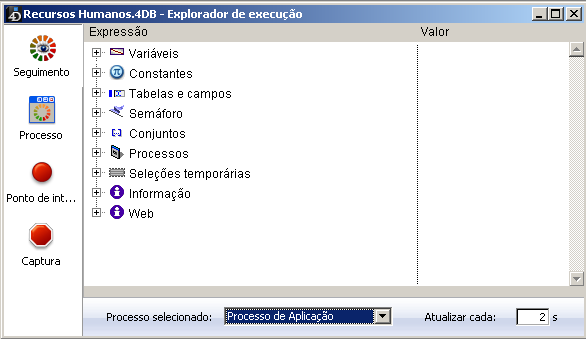 Recursos Humanos.4DB - Explorador de execução
Expressão Valor
Seguimento
Processo
Ponto de int...
Captura
Variáveis
Constantes
Tabelas e campos
Semáforo
Conjuntos
Processos
Seleções temporárias
Informação
Web
Processo selecionado: Processo de Aplicação Atualizar cada: 2 s